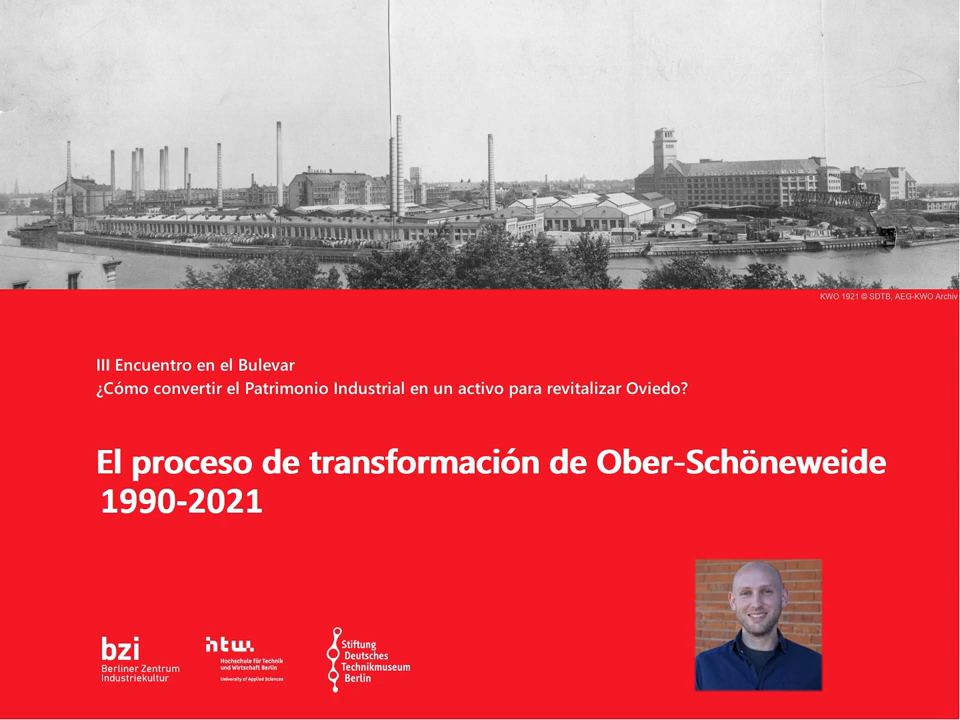 KWO 1921 © SDTB, AEG-KWO Archiv
III Encuentro en el Bulevar
¿Cómo convertir el Patrimonio Industrial en un activo para revitalizar Oviedo?
El proceso de transformación de Ober-Schöneweide
1990-2021
bzi
Berliner Zentrum
Industriekultur
htw.
Hochschule für Technik
und Wirtschaft Berlin
University of Applied Sciences
Stiftung
Deutsches
Technikmuseum
Berlin